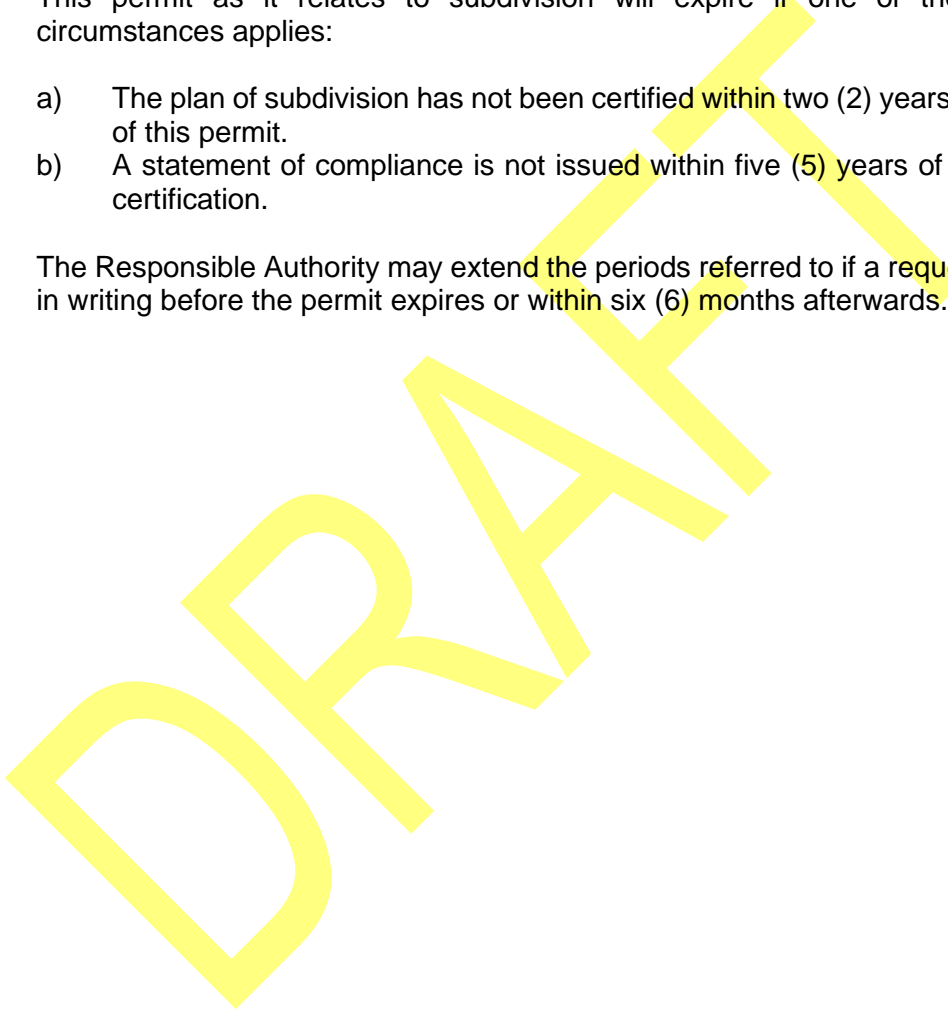 This permit as it relates to subdivision will expire if one of the
circumstances applies:
a) The plan of subdivision has not been certified within two (2) years
of this permit.
b) A statement of compliance is not issued within five (5) years of
certification.
The Responsible Authority may extend the periods referred to if a
in writing before the permit expires or within six (6) months afterwards.
DRAFT